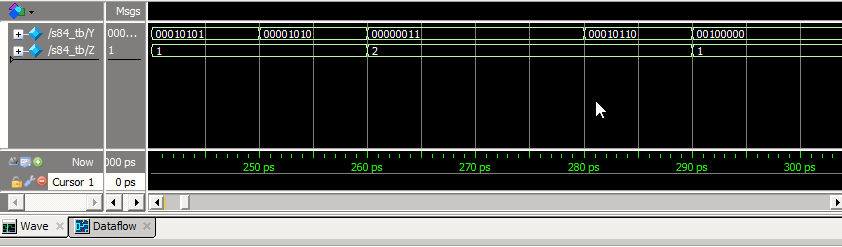 Msgs
/s84_tb/Y 000... 00010101 00001010 00000011 00010110 00100000
/s84_tb/Z 1 1 2 1
Now 000 ps
250 ps 260 ps 270 ps 280 ps 290 ps 300 ps
Cursor 1 0 ps
Wave Dataflow